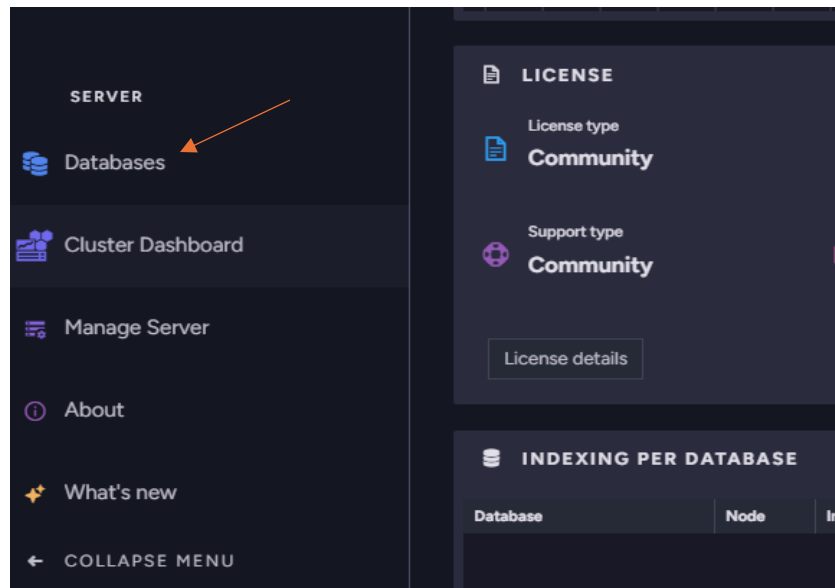 SERVER
Databases
Cluster Dashboard
Manage Server
About
What's new
COLLAPSE MENU
LICENSE
License type
Community
Support type
Community
License details
INDEXING PER DATABASE
Database Node